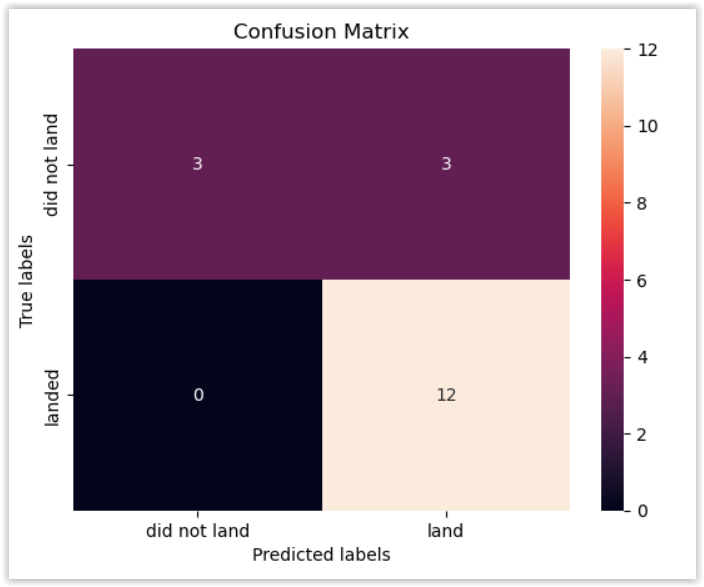 Confusion Matrix
did not land
landed
True labels
3
3
0
12
did not land
land
Predicted labels
12
10
8
6
4
2
0